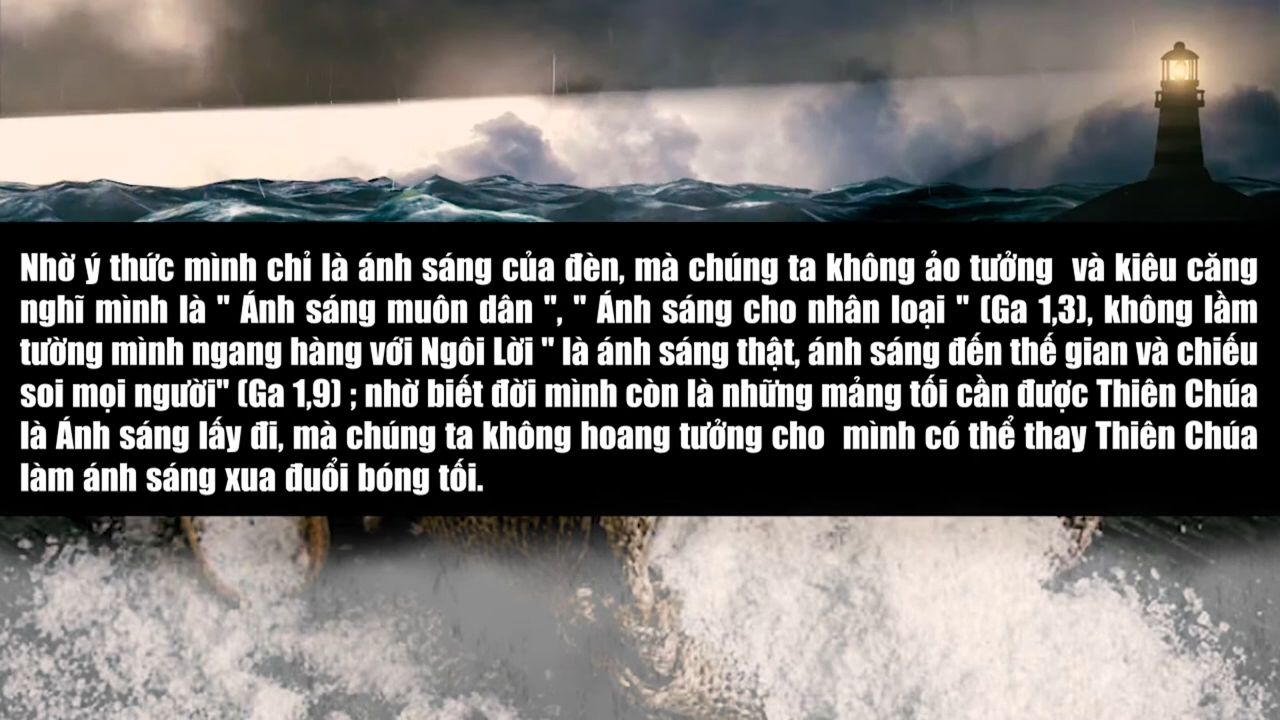 Nhờ ý thức mình chỉ là ánh sáng của đèn, mà chúng ta không ảo tưởng  và kiêu căng
nghĩ mình là " Ánh sáng muôn dân ", " Ánh sáng cho nhân loại " (Ga 1,3), không lầm
tường mình ngang hàng với Ngôi Lời " là ánh sáng thật, ánh sáng đến thế gian và chiếu
soi mọi người" (Ga 1,9) ; nhờ biết đời mình còn là những mảng tối cần được Thiên Chúa
là Ánh sáng lấy đi, mà chúng ta không hoang tưởng cho  mình có thể thay Thiên Chúa
làm ánh sáng xua đuổi bóng tối.